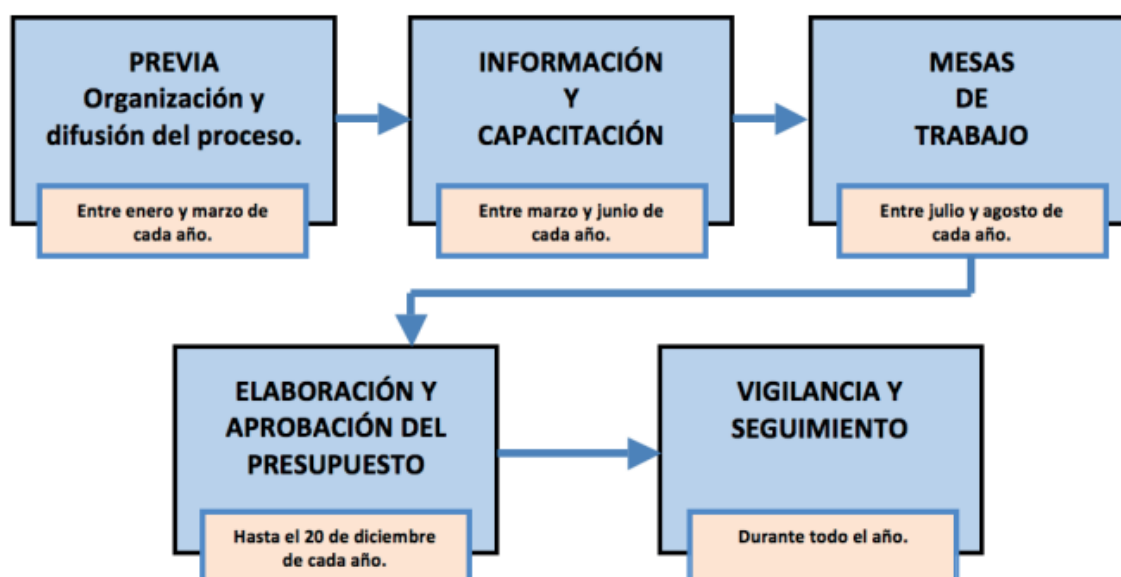 PREVIA
Organización y
difusión del proceso.
Entre enero y marzo de
cada año.
INFORMACIÓN
Y
CAPACITACIÓN
Entre marzo y junio de
cada año.
MESAS
DE
TRABAJO
Entre julio y agosto de
cada año.
ELABORACIÓN Y
APROBACIÓN DEL
PRESUPUESTO
Hasta el 20 de diciembre
de cada año.
VIGILANCIA Y
SEGUIMIENTO
Durante todo el año.